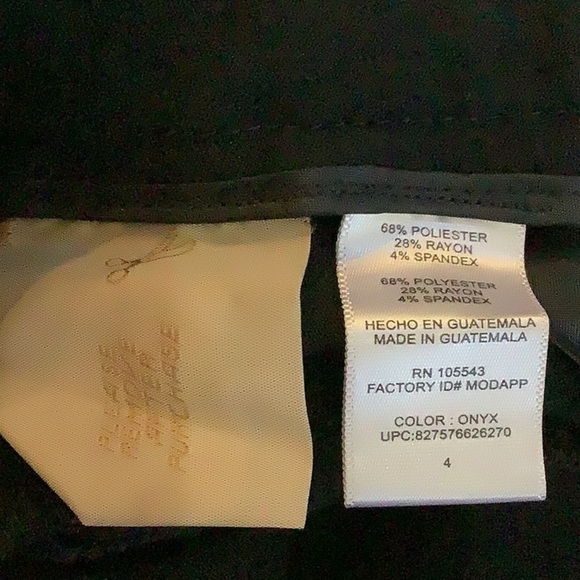 PLEASE
REMOVE
AFTER
PURCHASE
68% POLIESTER
28% RAYON
4% SPANDEX
68% POLYESTER
28% RAYON
4% SPANDEX
HECHO EN GUATEMALA
MADE IN GUATEMALA
RN 105543
FACTORY ID# MODAPP
COLOR : ONYX
UPC:827576626270
4